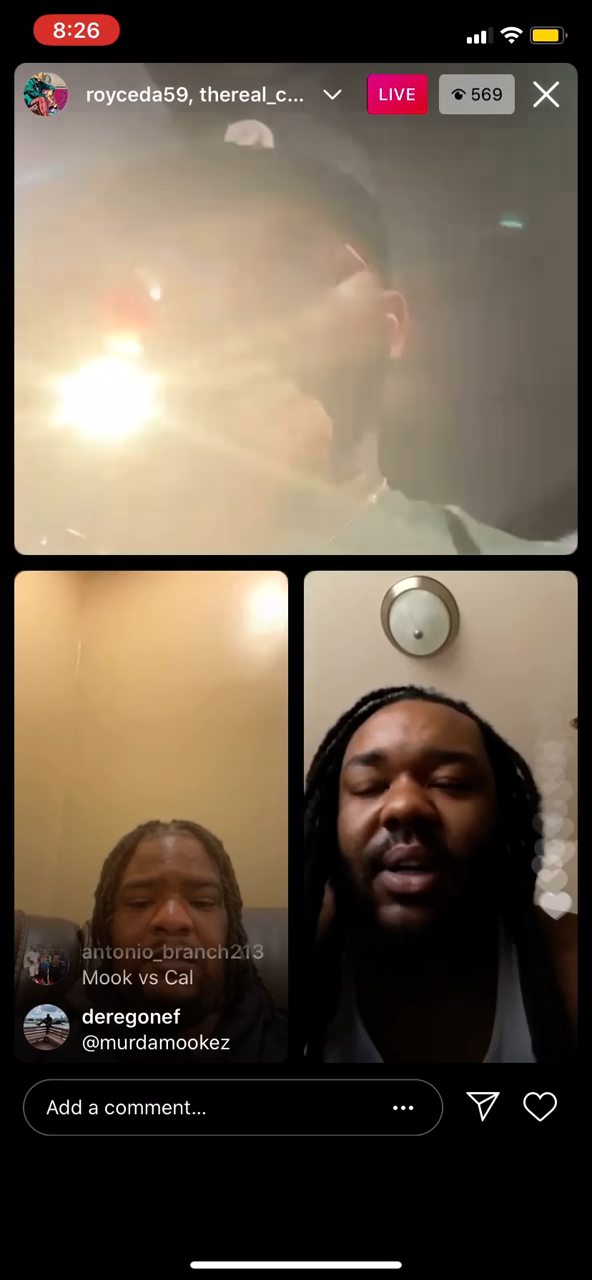 8:26
royceda59, thereal_c...
LIVE
569
antonio_branch213
Mook vs Cal
deregonef
@murdamookez
Add a comment...